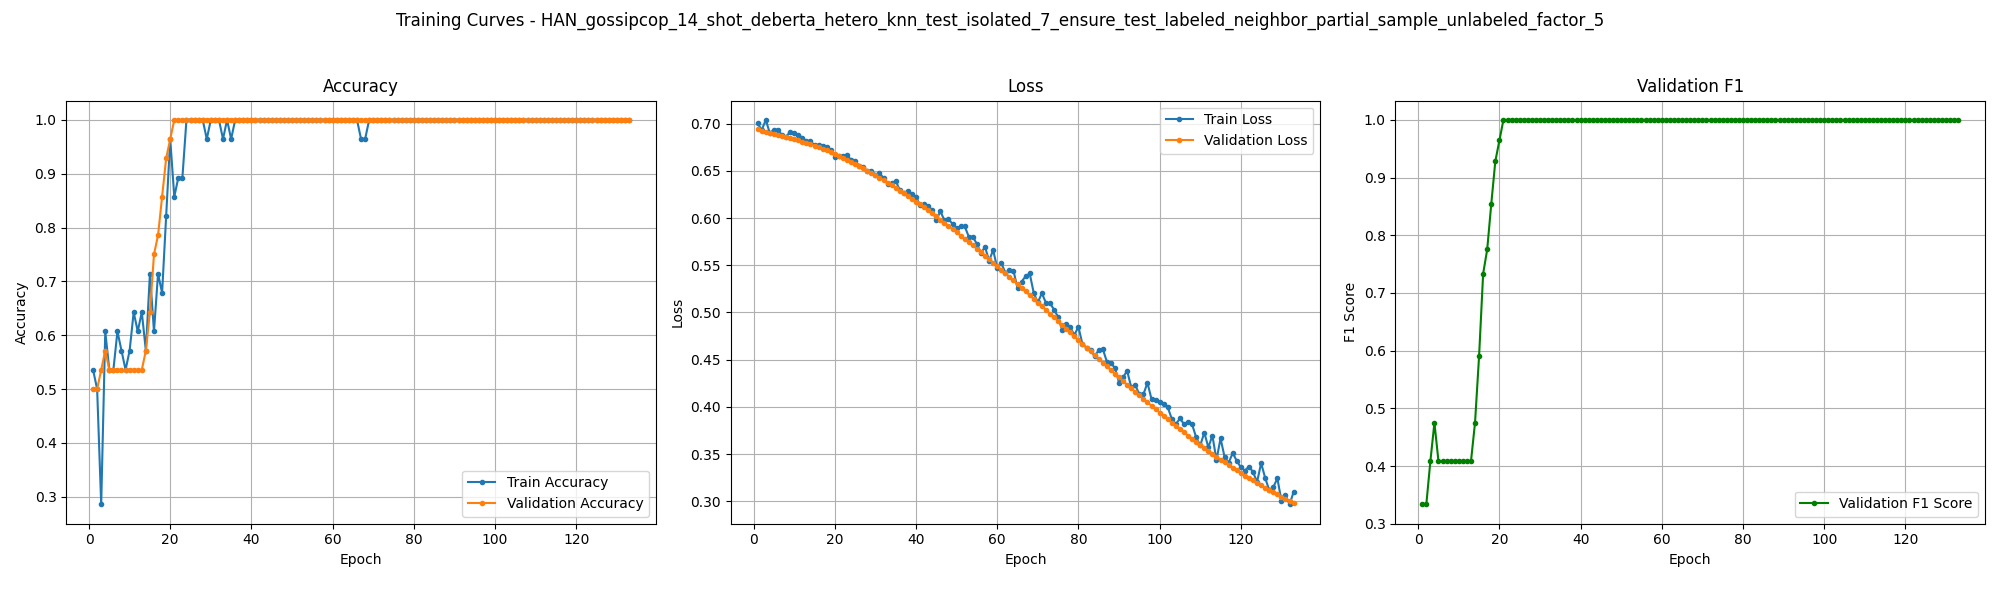 Training Curves - HAN_gossipcop_14_shot_deberta_hetero_knn_test_isolated_7_ensure_test_labeled_neighbor_partial_sample_unlabeled_factor_5
Accuracy
1.0
0.9
0.8
0.7
0.6
0.5
0.4
0.3
Accuracy
0 20 40 60 80 100 120
Epoch
Train Accuracy
Validation Accuracy
Loss
0.70
0.65
0.60
0.55
0.50
0.45
0.40
0.35
0.30
Loss
0 20 40 60 80 100 120
Epoch
Train Loss
Validation Loss
Validation F1
1.0
0.9
0.8
0.7
0.6
0.5
0.4
0.3
F1 Score
0 20 40 60 80 100 120
Epoch
Validation F1 Score